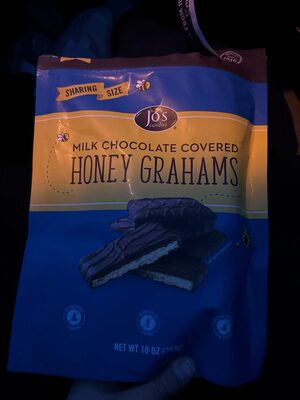 SHARING SIZE
Jo's
candies
MILK CHOCOLATE COVERED
HONEY GRAHAMS
NET WT 10 OZ